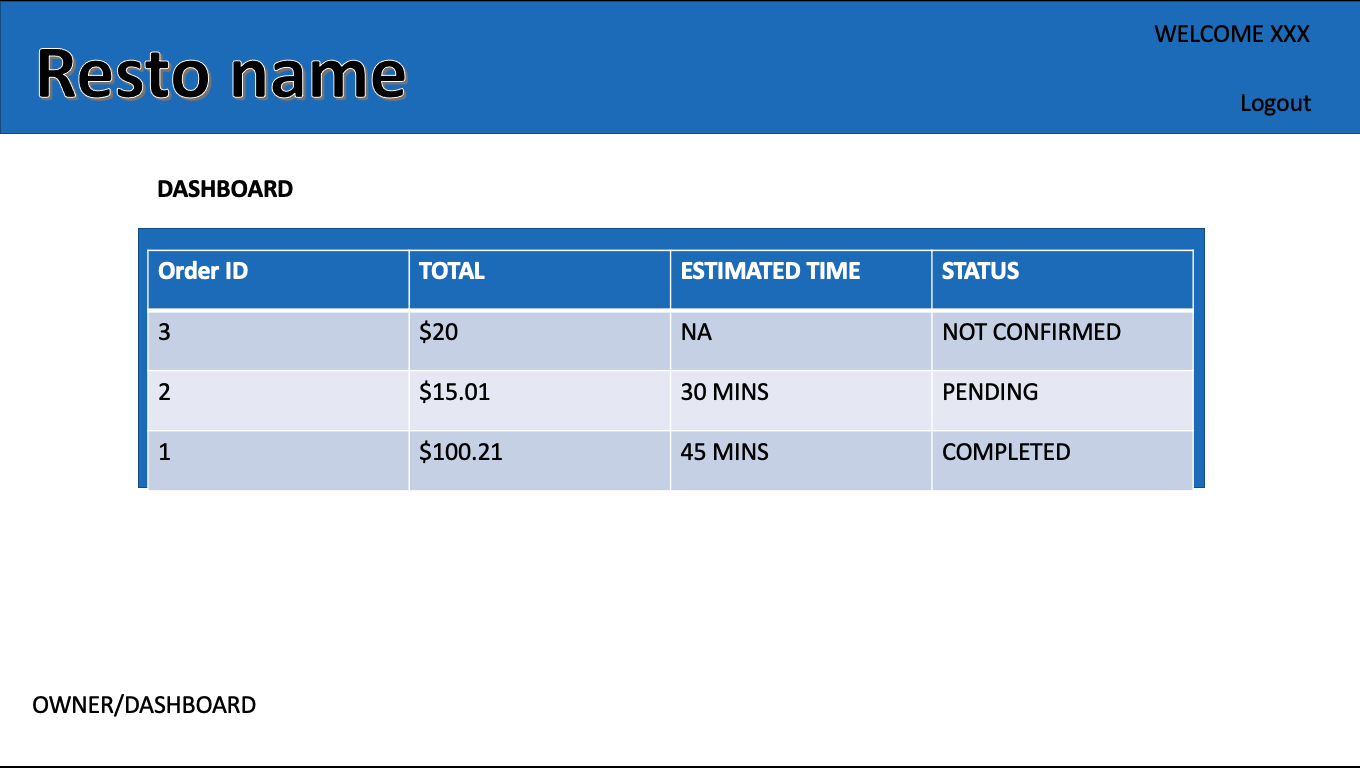 Resto name
WELCOME XXX
Logout
DASHBOARD
Order ID TOTAL ESTIMATED TIME STATUS
3 $20 NA NOT CONFIRMED
2 $15.01 30 MINS PENDING
1 $100.21 45 MINS COMPLETED
OWNER/DASHBOARD